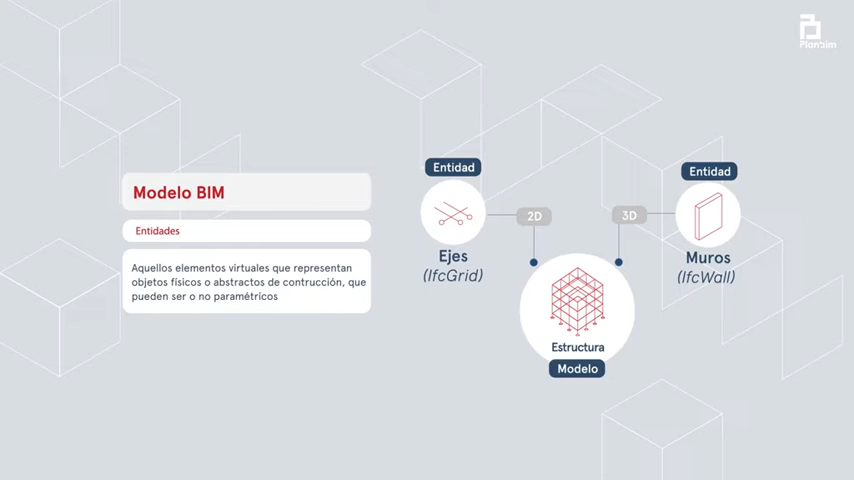 PlanBim
Modelo BIM
Entidades
Aquellos elementos virtuales que representan
objetos físicos o abstractos de contrucción, que
pueden ser o no paramétricos
Entidad
2D
Ejes
(IfcGrid)
Entidad
3D
Muros
(IfcWall)
Estructura
Modelo